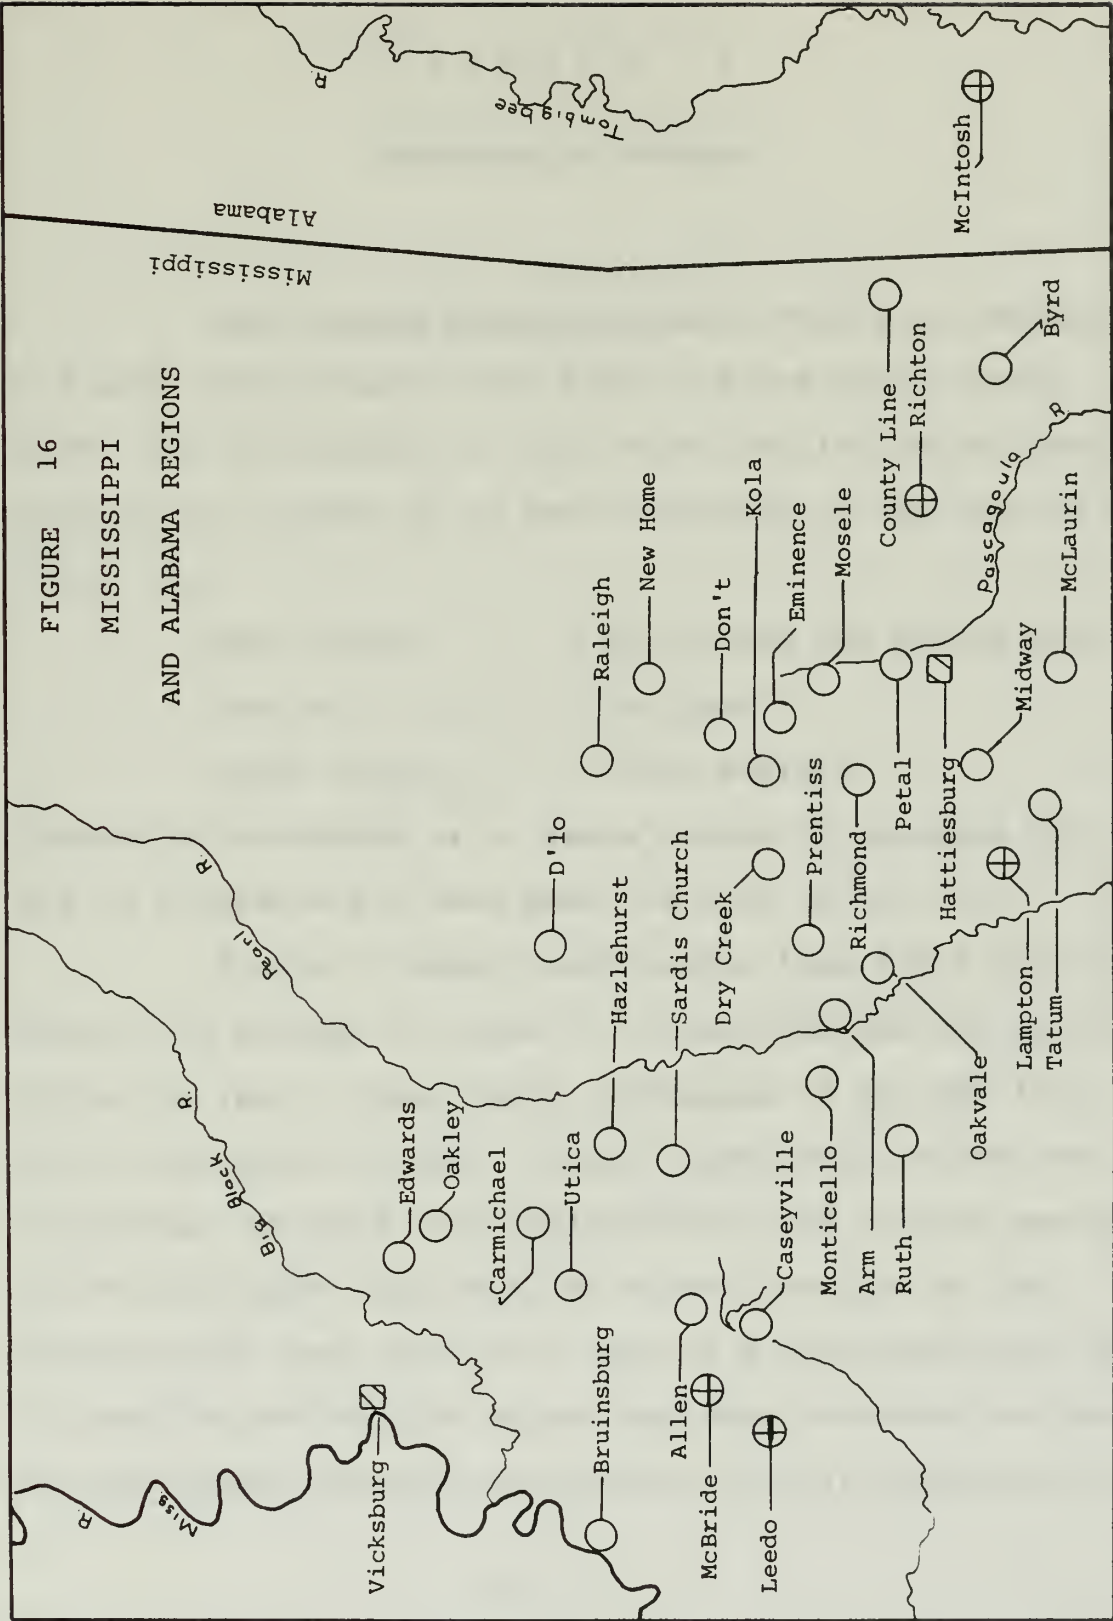 FIGURE 16
MISSISSIPPI
AND ALABAMA REGIONS
Miss. R.
Big Black R.
Pearl R.
Mississippi
Alabama
Tombigbee R.
Vicksburg
Edwards
Oakley
Carmichael
Utica
Bruinsburg
Hazlehurst
Sardis Church
D'lo
Raleigh
New Home
Don't
Kola
Eminence
Mosele
Dry Creek
Prentiss
Richmond
Petal
County Line
Richton
McIntosh
Byrd
Pascagoula R
Allen
McBride
Leedo
Caseyville
Monticello
Arm
Ruth
Oakvale
Hattiesburg
Lampton
Tatum
Midway
McLaurin